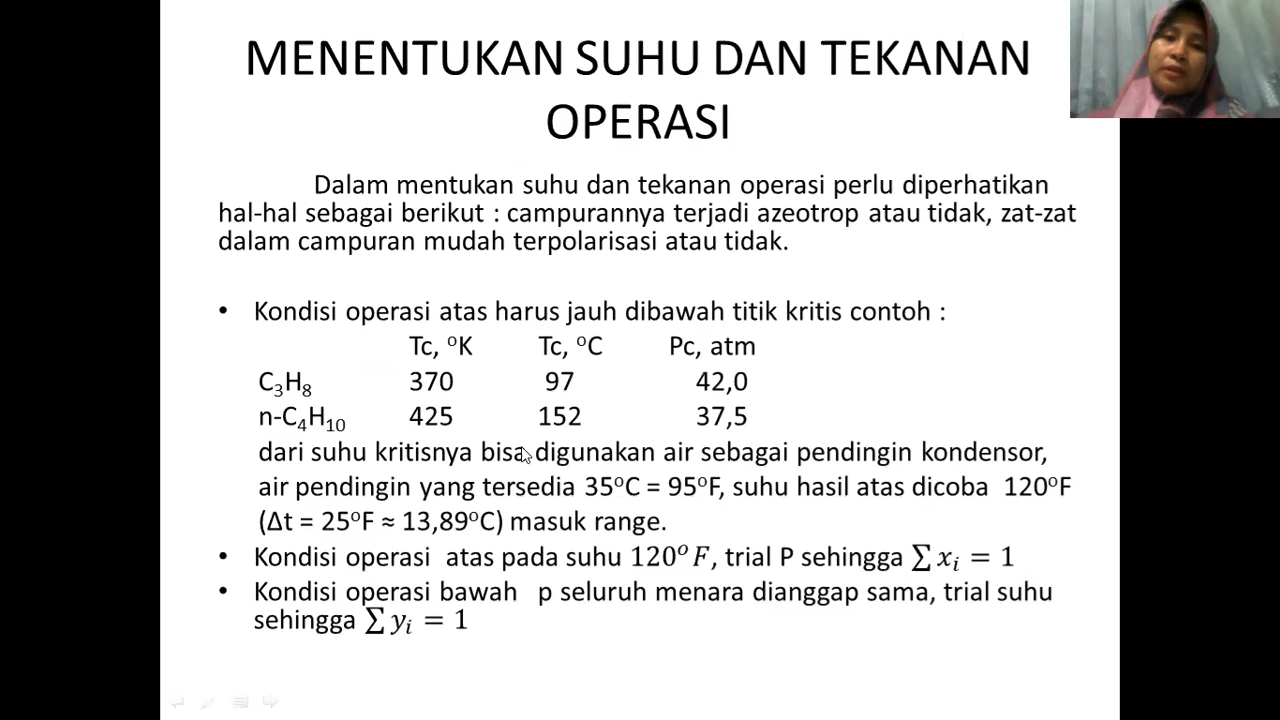 MENENTUKAN SUHU DAN TEKANAN
OPERASI
Dalam mentukan suhu dan tekanan operasi perlu diperhatikan
hal-hal sebagai berikut : campurannya terjadi azeotrop atau tidak, zat-zat
dalam campuran mudah terpolarisasi atau tidak.
• Kondisi operasi atas harus jauh dibawah titik kritis contoh :
Tc, ᴼK Tc, ᴼC Pc, atm
C₃H₈ 370 97 42,0
n-C₄H₁₀ 425 152 37,5
dari suhu kritisnya bisa digunakan air sebagai pendingin kondensor,
air pendingin yang tersedia 35ᴼC = 95ᴼF, suhu hasil atas dicoba 120ᴼF
(Δt = 25ᴼF ≈ 13,89ᴼC) masuk range.
• Kondisi operasi atas pada suhu 120ᵒF, trial P sehingga ∑xᵢ = 1
• Kondisi operasi bawah p seluruh menara dianggap sama, trial suhu
sehingga ∑yᵢ = 1